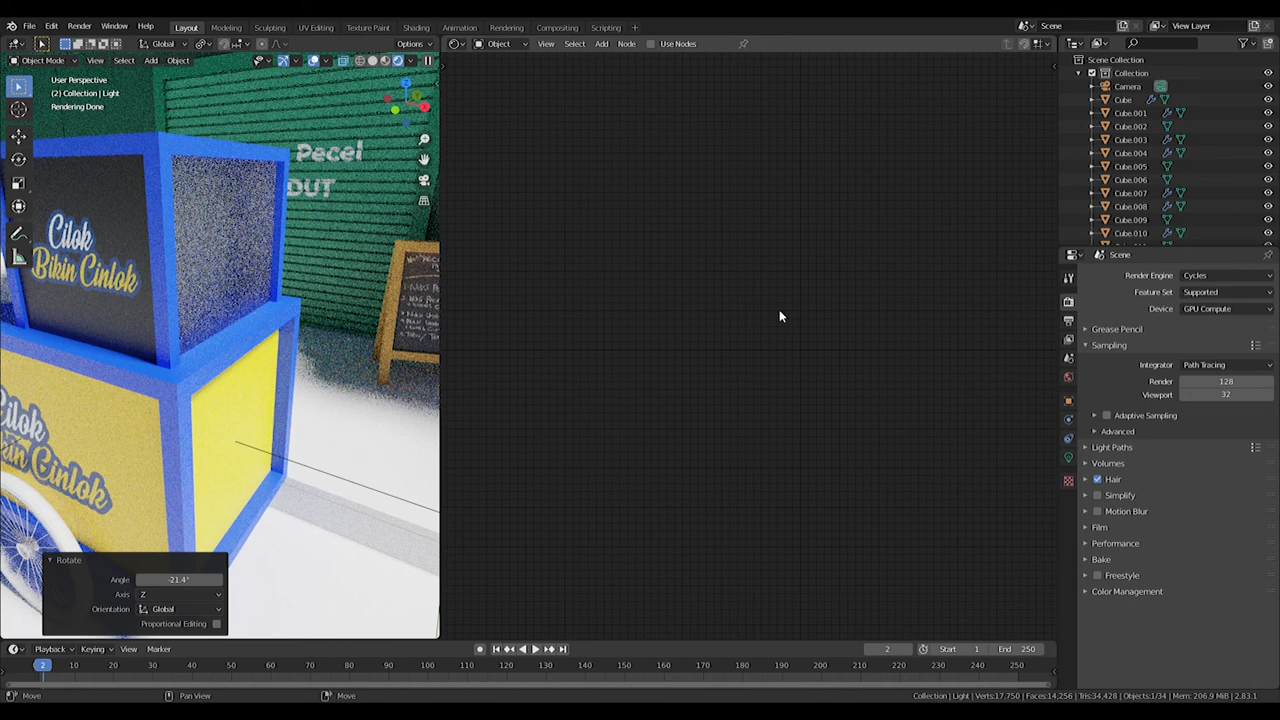 File Edit Render Window Help Layout Modeling Sculpting UV Editing Texture Paint Shading Animation Rendering Compositing Scripting + Scene View Layer
Global Options Object View Select Add Node Use Nodes
Object Mode View Select Add Object
User Perspective
(2) Collection | Light
Rendering Done
Pecel
OUT
Cilok
Bikin Cinlok
Cilok
Bikin Cinlok
Rotate
Angle -21.4°
Axis Z
Orientation Global
Proportional Editing
Scene Collection
Collection
Camera
Cube
Cube.001
Cube.002
Cube.003
Cube.004
Cube.005
Cube.006
Cube.007
Cube.008
Cube.009
Cube.010
Scene
Render Engine Cycles
Feature Set Supported
Device GPU Compute
Grease Pencil
Sampling
Integrator Path Tracing
Render 128
Viewport 32
Adaptive Sampling
Advanced
Light Paths
Volumes
Hair
Simplify
Motion Blur
Film
Performance
Bake
Freestyle
Color Management
Playback Keying View Marker 2 Start 1 End 250
2 10 20 30 40 50 60 70 80 90 100 110 120 130 140 150 160 170 180 190 200 210 220 230 240 250
Move Pan View Move Collection | Light | Verts:17,750 | Faces:14,256 | Tris:34,428 | Objects:1/34 | Mem: 206.9 MiB | 2.83.1